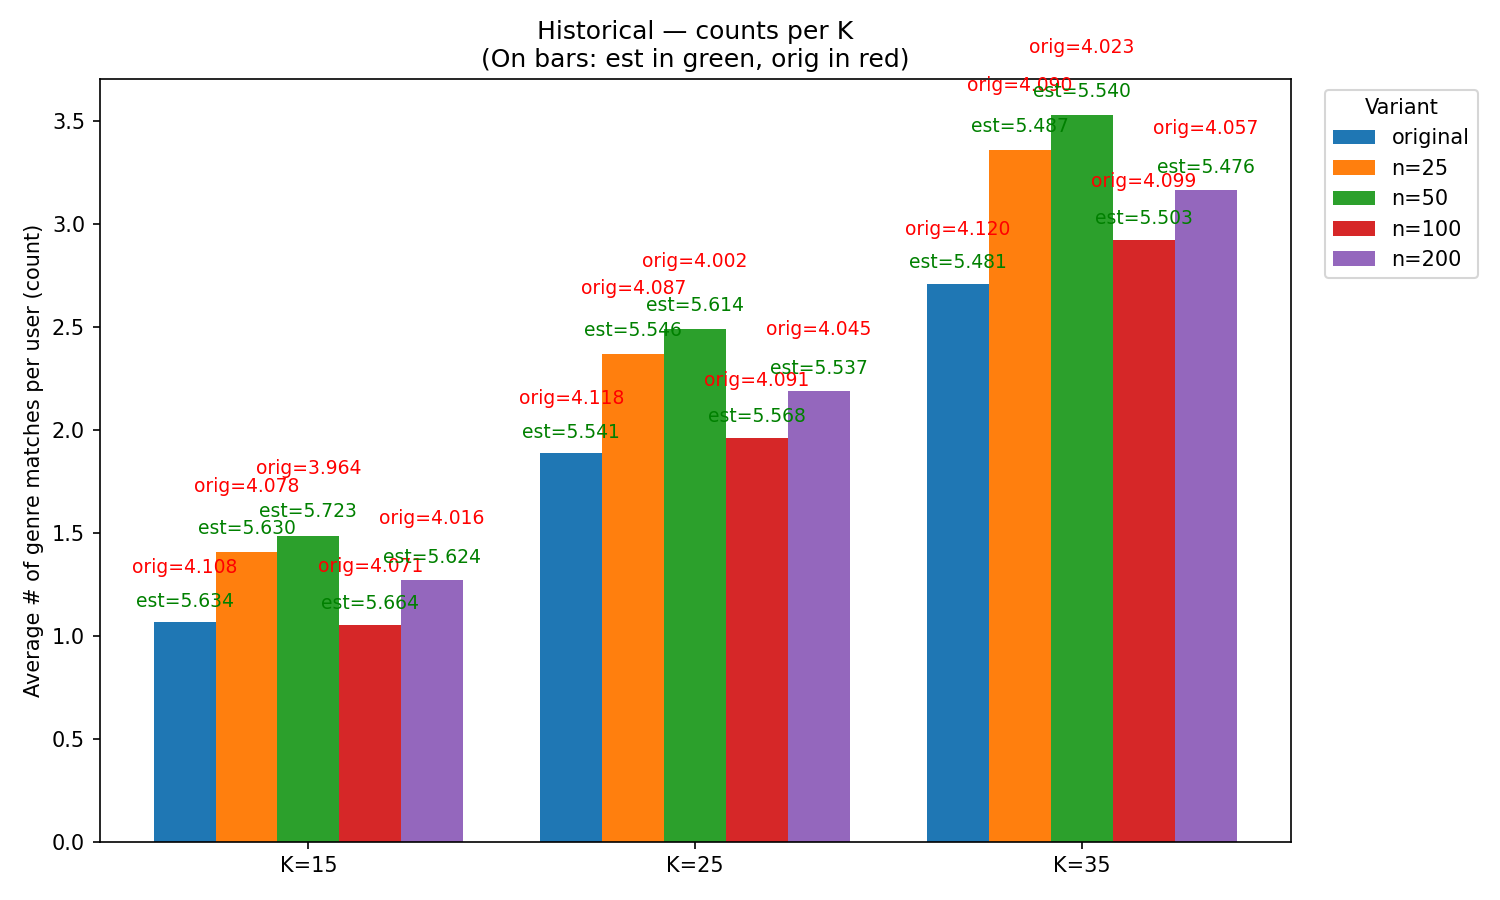 Historical — counts per K
(On bars: est in green, orig in red)
Average # of genre matches per user (count)
3.5
3.0
2.5
2.0
1.5
1.0
0.5
0.0
orig=4.108
est=5.634
orig=4.078
est=5.630
orig=3.964
est=5.723
orig=4.071
est=5.664
orig=4.016
est=5.624
orig=4.118
est=5.541
orig=4.087
est=5.546
orig=4.002
est=5.614
orig=4.091
est=5.568
orig=4.045
est=5.537
orig=4.120
est=5.481
orig=4.090
est=5.487
orig=4.023
est=5.540
orig=4.099
est=5.503
orig=4.057
est=5.476
K=15
K=25
K=35
Variant
original
n=25
n=50
n=100
n=200